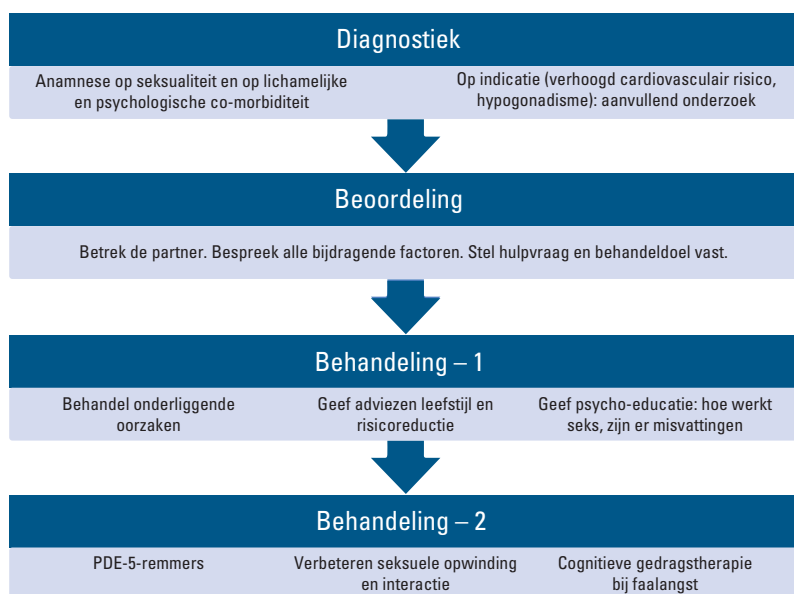 Diagnostiek
Anamnese op seksualiteit en op lichamelijke
en psychologische co-morbiditeit
Op indicatie (verhoogd cardiovasculair risico,
hypogonadisme): aanvullend onderzoek
Beoordeling
Betrek de partner. Bespreek alle bijdragende factoren. Stel hulpvraag en behandeldoel vast.
Behandeling – 1
Behandel onderliggende
oorzaken
Geef adviezen leefstijl en
risicoreductie
Geef psycho-educatie: hoe werkt
seks, zijn er misvattingen
Behandeling – 2
PDE-5-remmers
Verbeteren seksuele opwinding
en interactie
Cognitieve gedragstherapie
bij faalangst